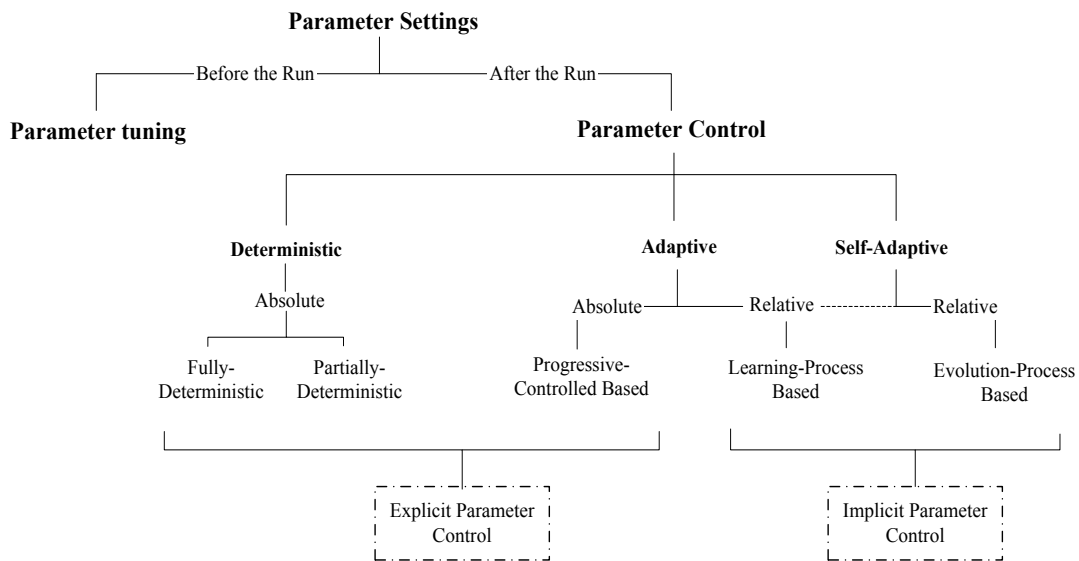 Parameter Settings
Before the Run
After the Run
Parameter tuning
Parameter Control
Deterministic
Adaptive
Self-Adaptive
Absolute
Absolute
Relative
Relative
Fully-
Deterministic
Partially-
Deterministic
Progressive-
Controlled Based
Learning-Process
Based
Evolution-Process
Based
Explicit Parameter
Control
Implicit Parameter
Control